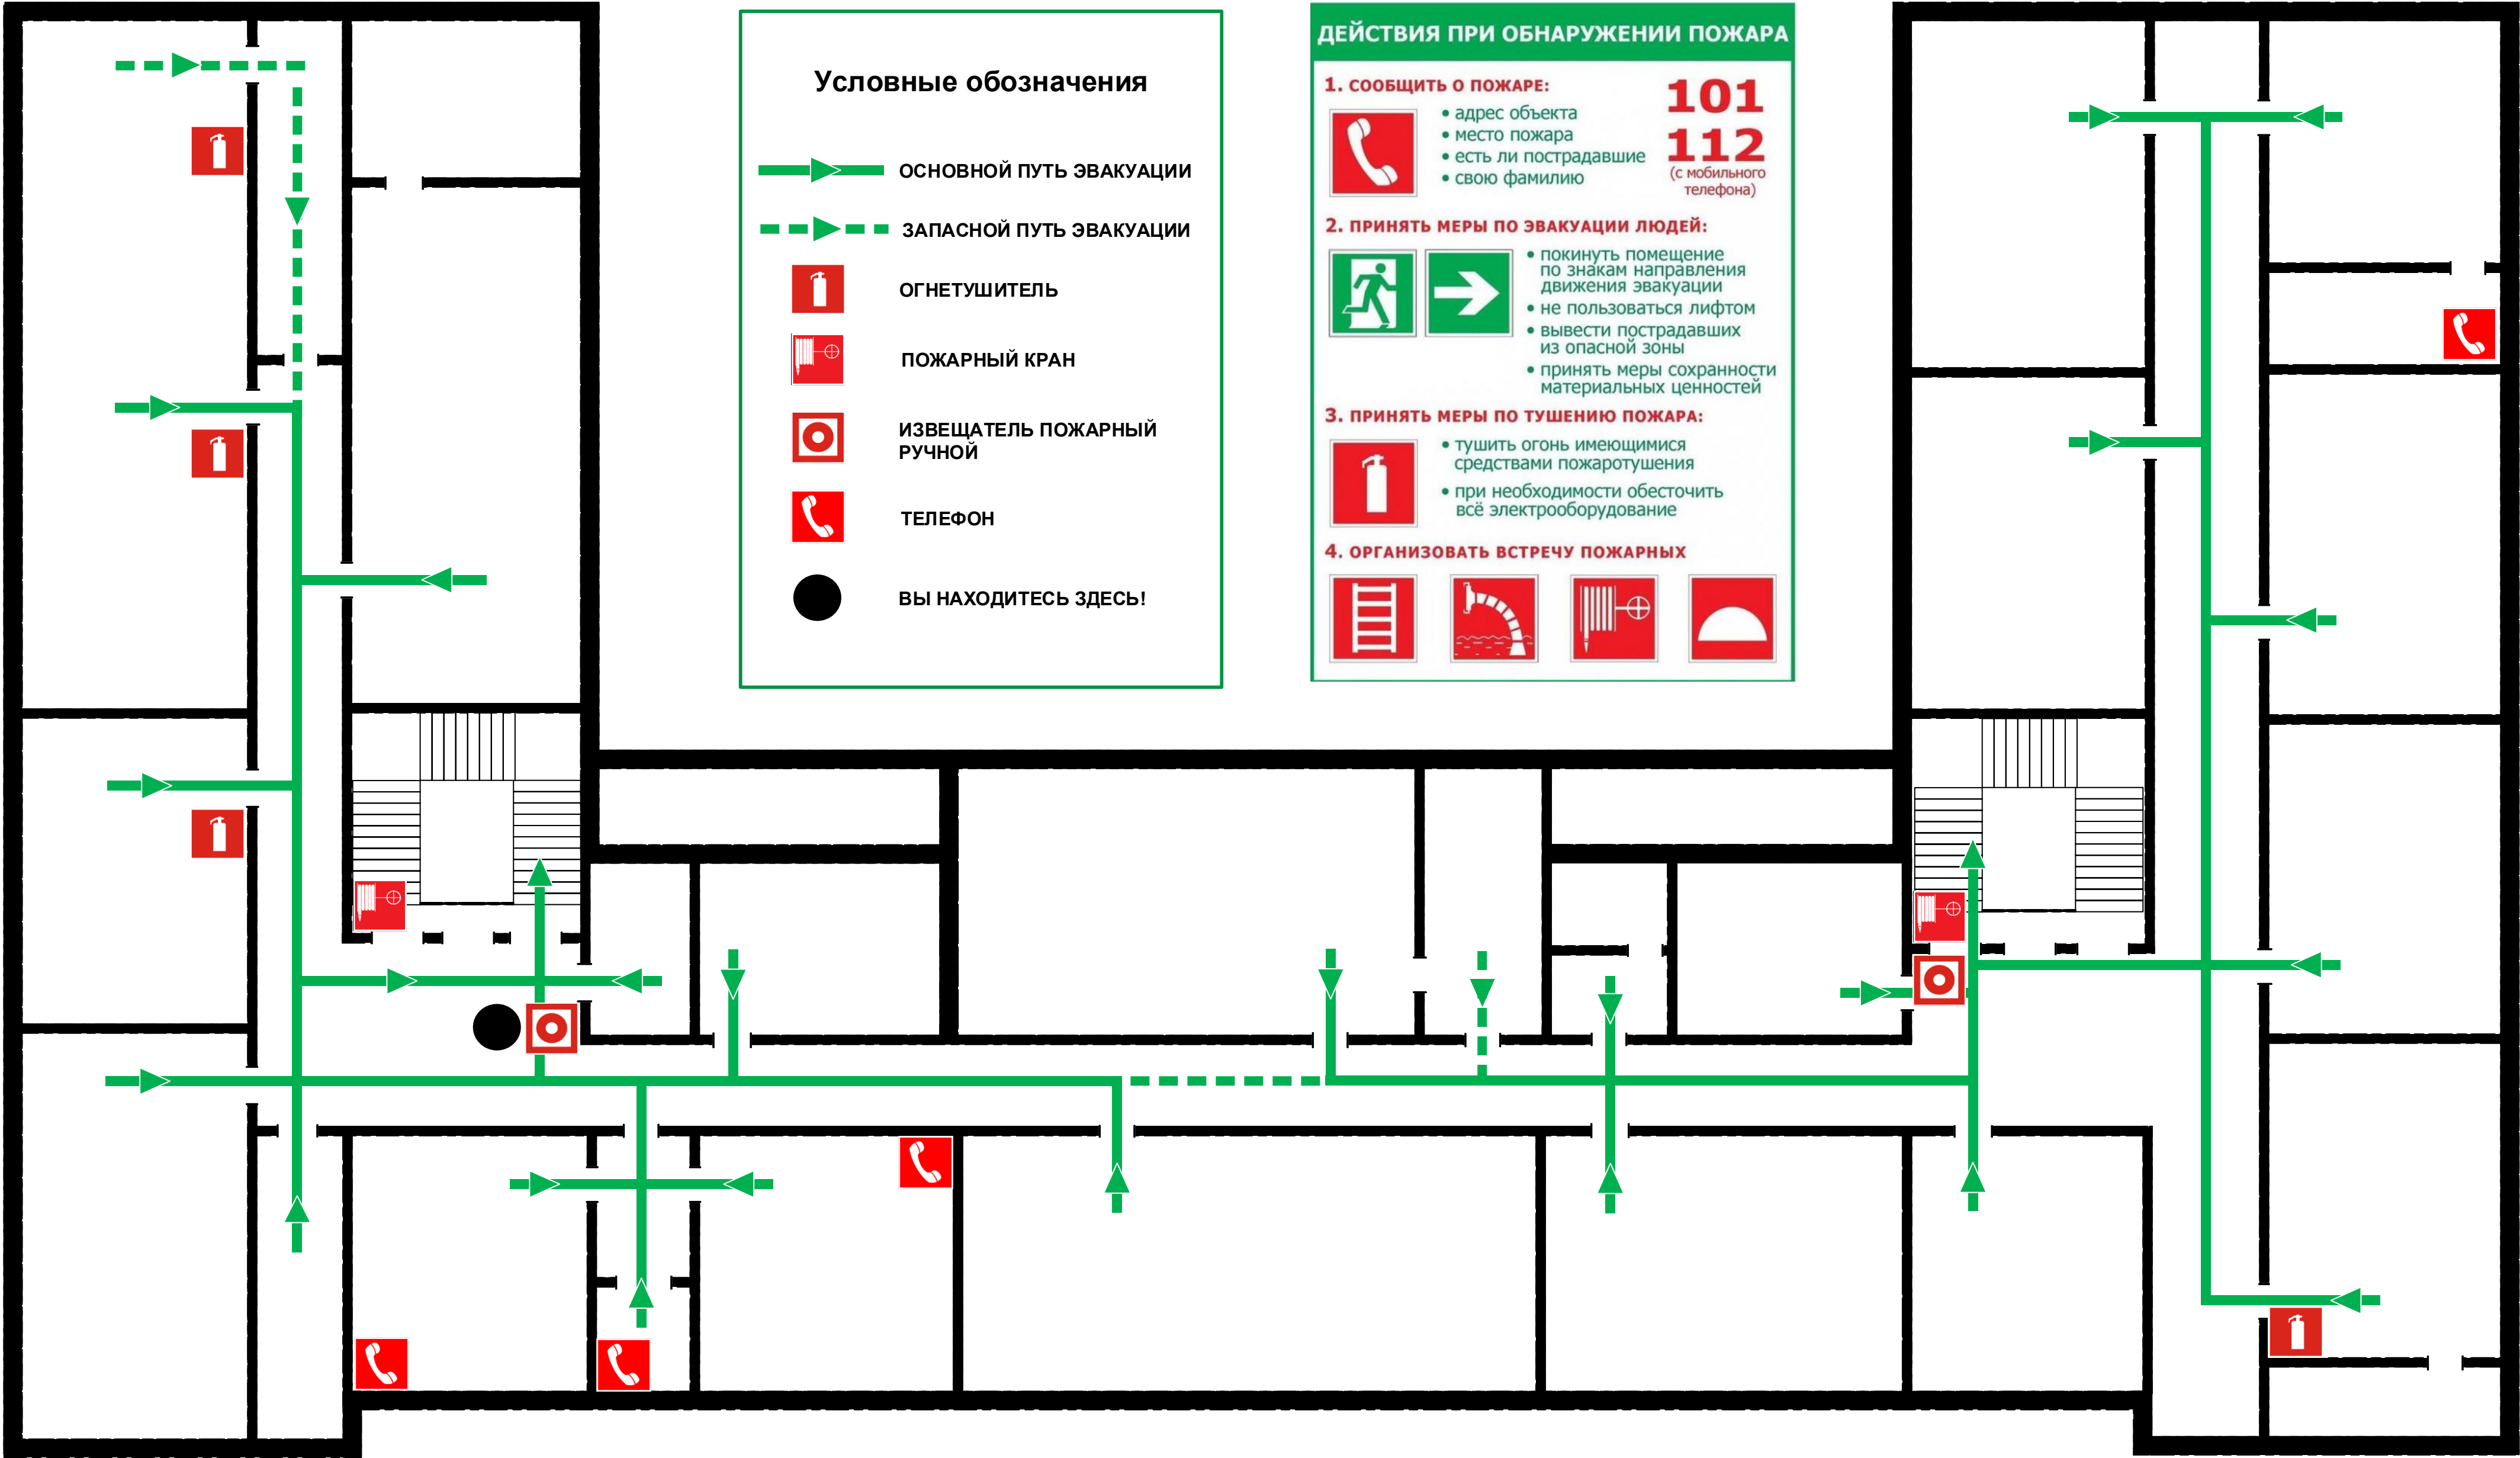 Условные обозначения
ОСНОВНОЙ ПУТЬ ЭВАКУАЦИИ
ЗАПАСНОЙ ПУТЬ ЭВАКУАЦИИ
ОГНЕТУШИТЕЛЬ
ПОЖАРНЫЙ КРАН
ИЗВЕЩАТЕЛЬ ПОЖАРНЫЙ
РУЧНОЙ
ТЕЛЕФОН
ВЫ НАХОДИТЕСЬ ЗДЕСЬ!
ДЕЙСТВИЯ ПРИ ОБНАРУЖЕНИИ ПОЖАРА
1. СООБЩИТЬ О ПОЖАРЕ:
• адрес объекта
• место пожара
• есть ли пострадавшие
• свою фамилию
101
112
(с мобильного
телефона)
2. ПРИНЯТЬ МЕРЫ ПО ЭВАКУАЦИИ ЛЮДЕЙ:
• покинуть помещение
по знакам направления
движения эвакуации
• не пользоваться лифтом
• вывести пострадавших
из опасной зоны
• принять меры сохранности
материальных ценностей
3. ПРИНЯТЬ МЕРЫ ПО ТУШЕНИЮ ПОЖАРА:
• тушить огонь имеющимися
средствами пожаротушения
• при необходимости обесточить
всё электрооборудование
4. ОРГАНИЗОВАТЬ ВСТРЕЧУ ПОЖАРНЫХ